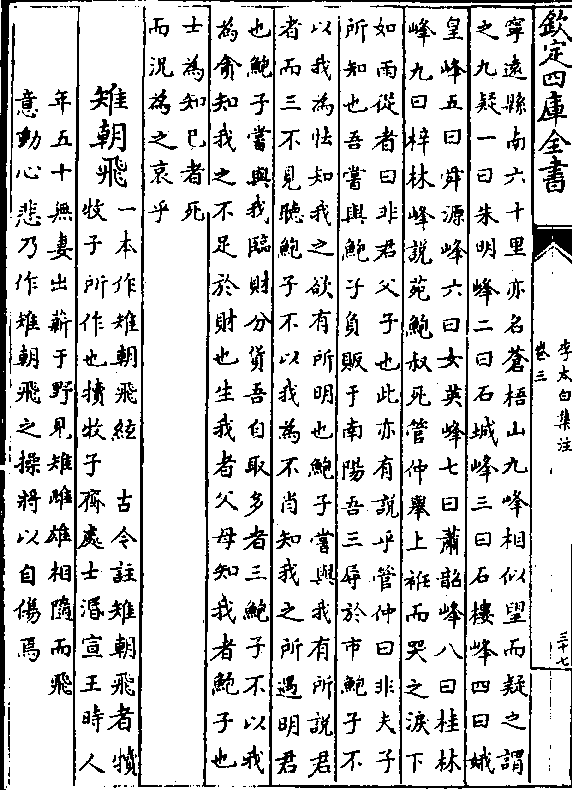 欽定四庫全書
李太白集注
卷三
三十七
寧遠縣南六十里亦名蒼梧山九峰相似望而疑之謂
之九疑一曰朱明峰二曰石城峰三曰石樓峰四曰娥
皇峰五曰舜源峰六曰女英峰七曰蕭韶峰八曰桂林
峰九曰梓林峰說苑鮑叔死管仲舉上袵而哭之淚下
如雨從者曰非君父子也此亦有說乎管仲曰非夫子
所知也吾嘗與鮑子負販于南陽吾三辱於市鮑子不
以我為怯知我之欲有所明也鮑子嘗與我有所說君
者而三不見聽鮑子不以我為不肖知我之所遇明君
也鮑子嘗與我臨財分貨吾自取多者三鮑子不以我
為貪知我之不足於財也生我者父母知我者鮑子也
士為知己者死
而況為之哀乎
雉朝飛
一本作雉朝飛絃 古今註雉朝飛者犢
牧子所作也犢牧子齊處士湣宣王時人
年五十無妻出薪于野見雉雌雄相隨而飛
意動心悲乃作雉朝飛之操將以自傷焉